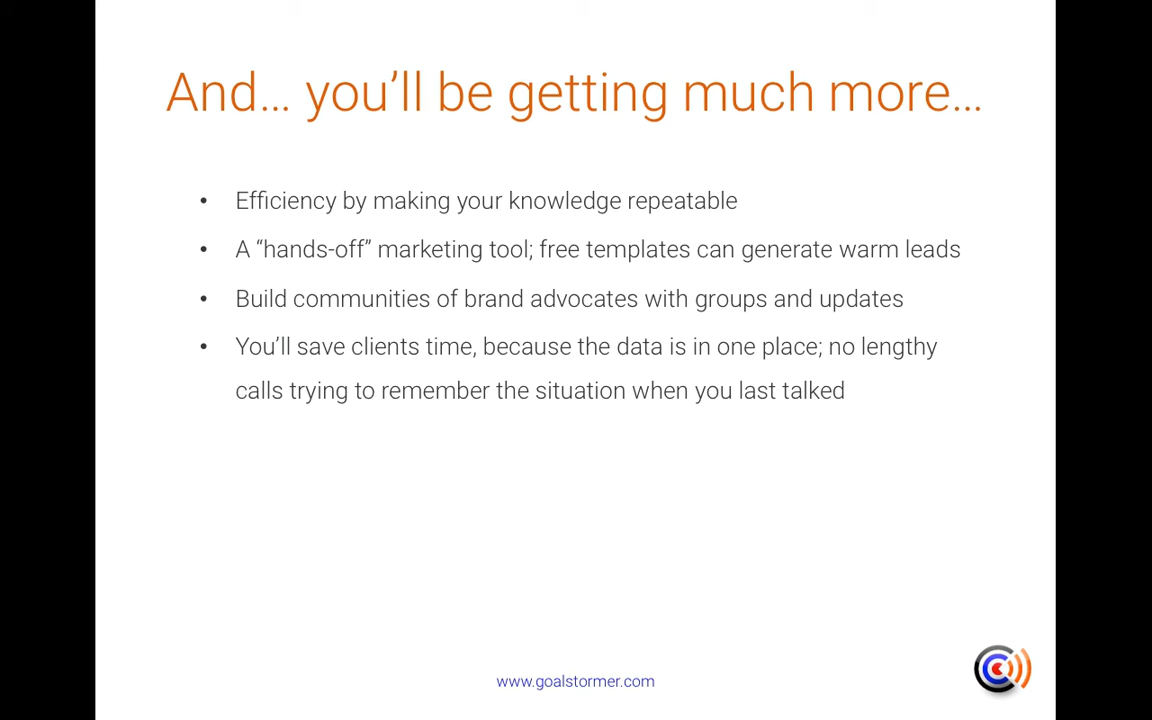 And… you’ll be getting much more…
• Efficiency by making your knowledge repeatable
• A “hands-off” marketing tool; free templates can generate warm leads
• Build communities of brand advocates with groups and updates
• You’ll save clients time, because the data is in one place; no lengthy
calls trying to remember the situation when you last talked
www.goalstormer.com